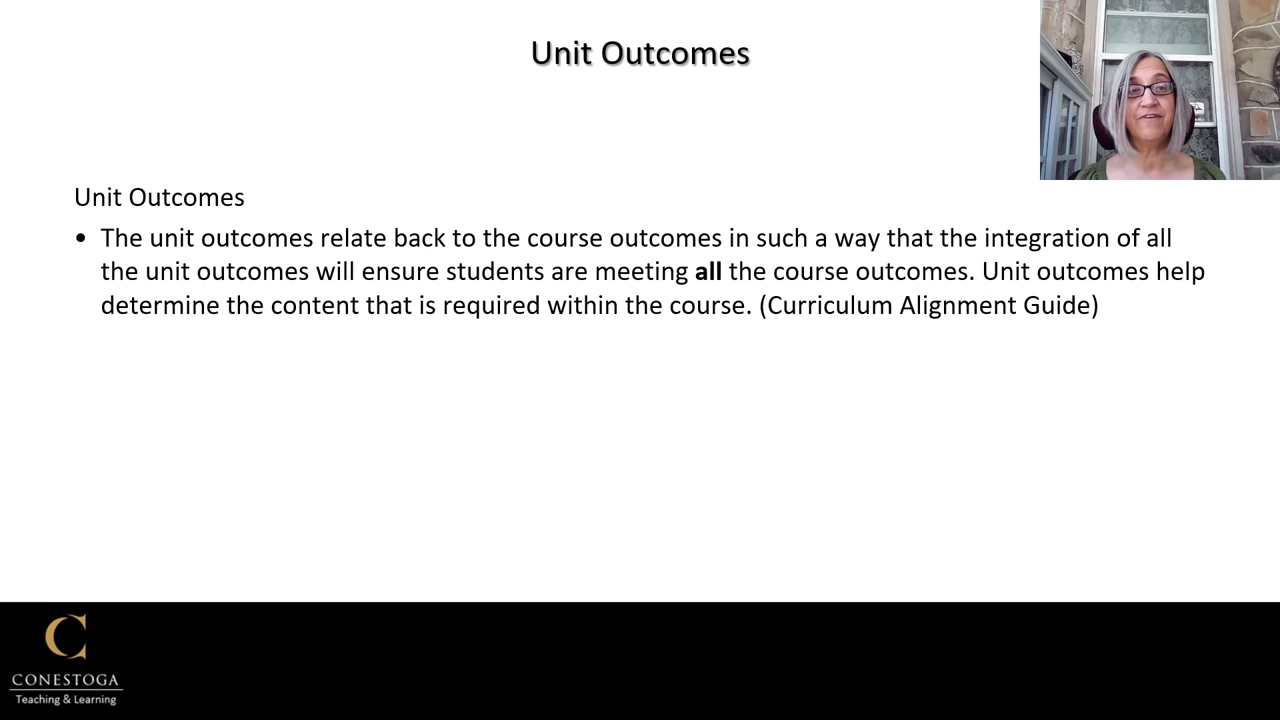 Unit Outcomes
Unit Outcomes
• The unit outcomes relate back to the course outcomes in such a way that the integration of all
the unit outcomes will ensure students are meeting all the course outcomes. Unit outcomes help
determine the content that is required within the course. (Curriculum Alignment Guide)
C
CONESTOGA
Teaching & Learning